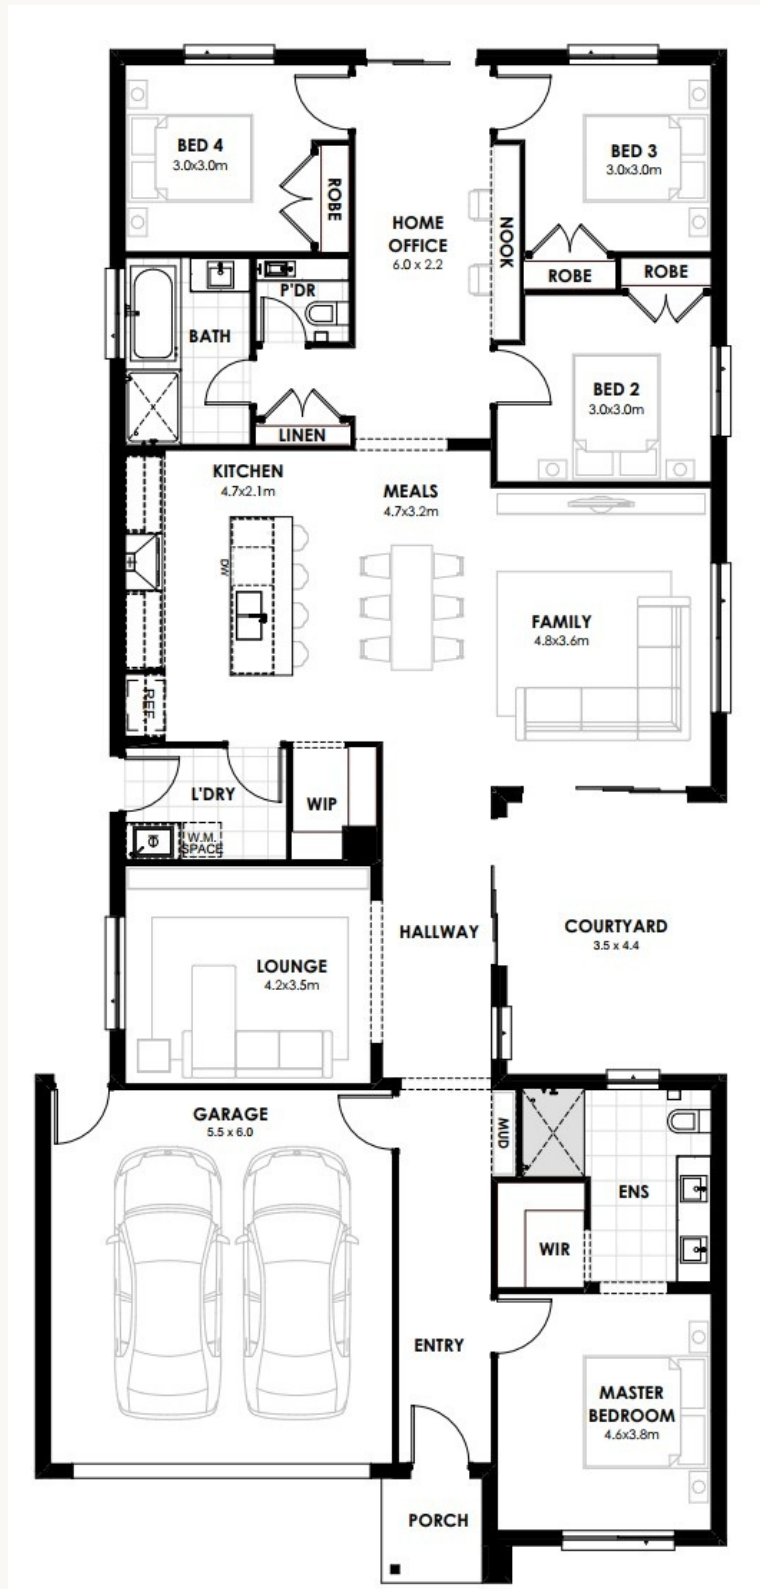 BED 4
3.0x3.0m
ROBE
HOME
OFFICE
6.0 x 2.2
NOOK
BED 3
3.0x3.0m
ROBE
ROBE
P'DR
BATH
LINEN
BED 2
3.0x3.0m
KITCHEN
4.7x2.1m
MEALS
4.7x3.2m
DW
FAMILY
4.8x3.6m
REF.
L'DRY
W.M.
SPACE
WIP
HALLWAY
COURTYARD
3.5 x 4.4
LOUNGE
4.2x3.5m
GARAGE
5.5 x 6.0
MUD
ENS
WIR
ENTRY
MASTER
BEDROOM
4.6x3.8m
PORCH